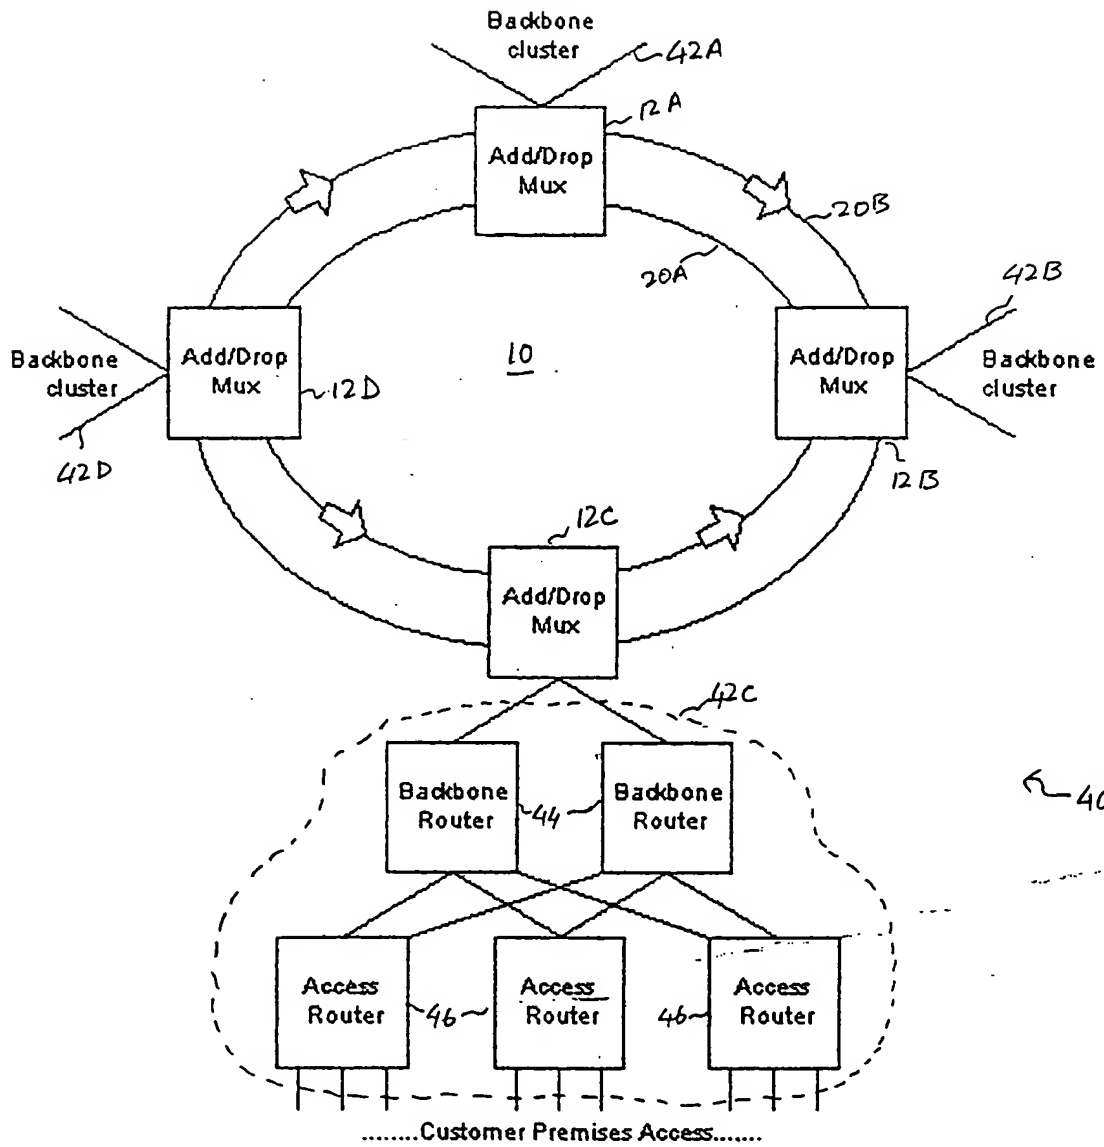 Backbone
cluster
42A
12A
Add/Drop
Mux
20B
20A
42B
Add/Drop
Mux
Backbone
cluster
12D
42D
10
Add/Drop
Mux
Backbone
cluster
12B
12C
Add/Drop
Mux
42C
Backbone
Router
44
Backbone
Router
Access
Router
46
Access
Router
46
Access
Router
........Customer Premises Access.......